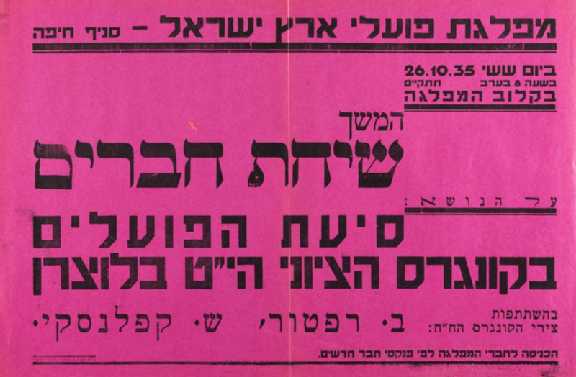 מפלגת פועלי ארץ ישראל – סניף חיפה
ביום ששי 26.10.35
בשעה 8 בערב תתקיים
בקלוב המפלגה
המשך
שיחת חברים
על הנושא:
סיעת הפועלים
בקונגרס הציוני הי"ט בלוצרן
בהשתתפות
צירי הקונגרס הח"ח:
ב. רפטור, ש. קפלנסקי.
הכניסה לחברי המפלגה לפי פנקסי חבר חדשים.